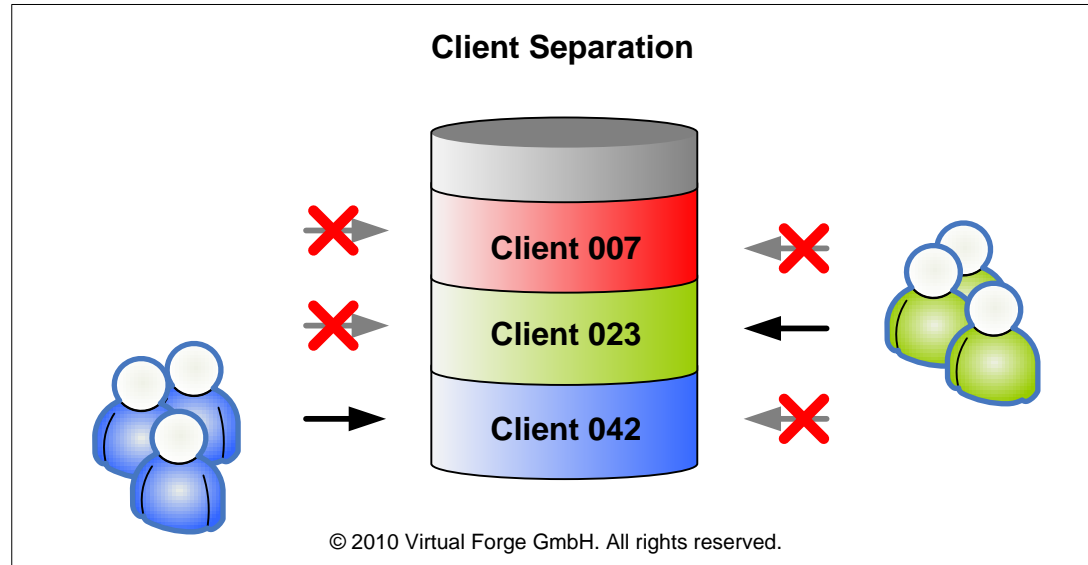 Client Separation
Client 007
Client 023
Client 042
© 2010 Virtual Forge GmbH. All rights reserved.